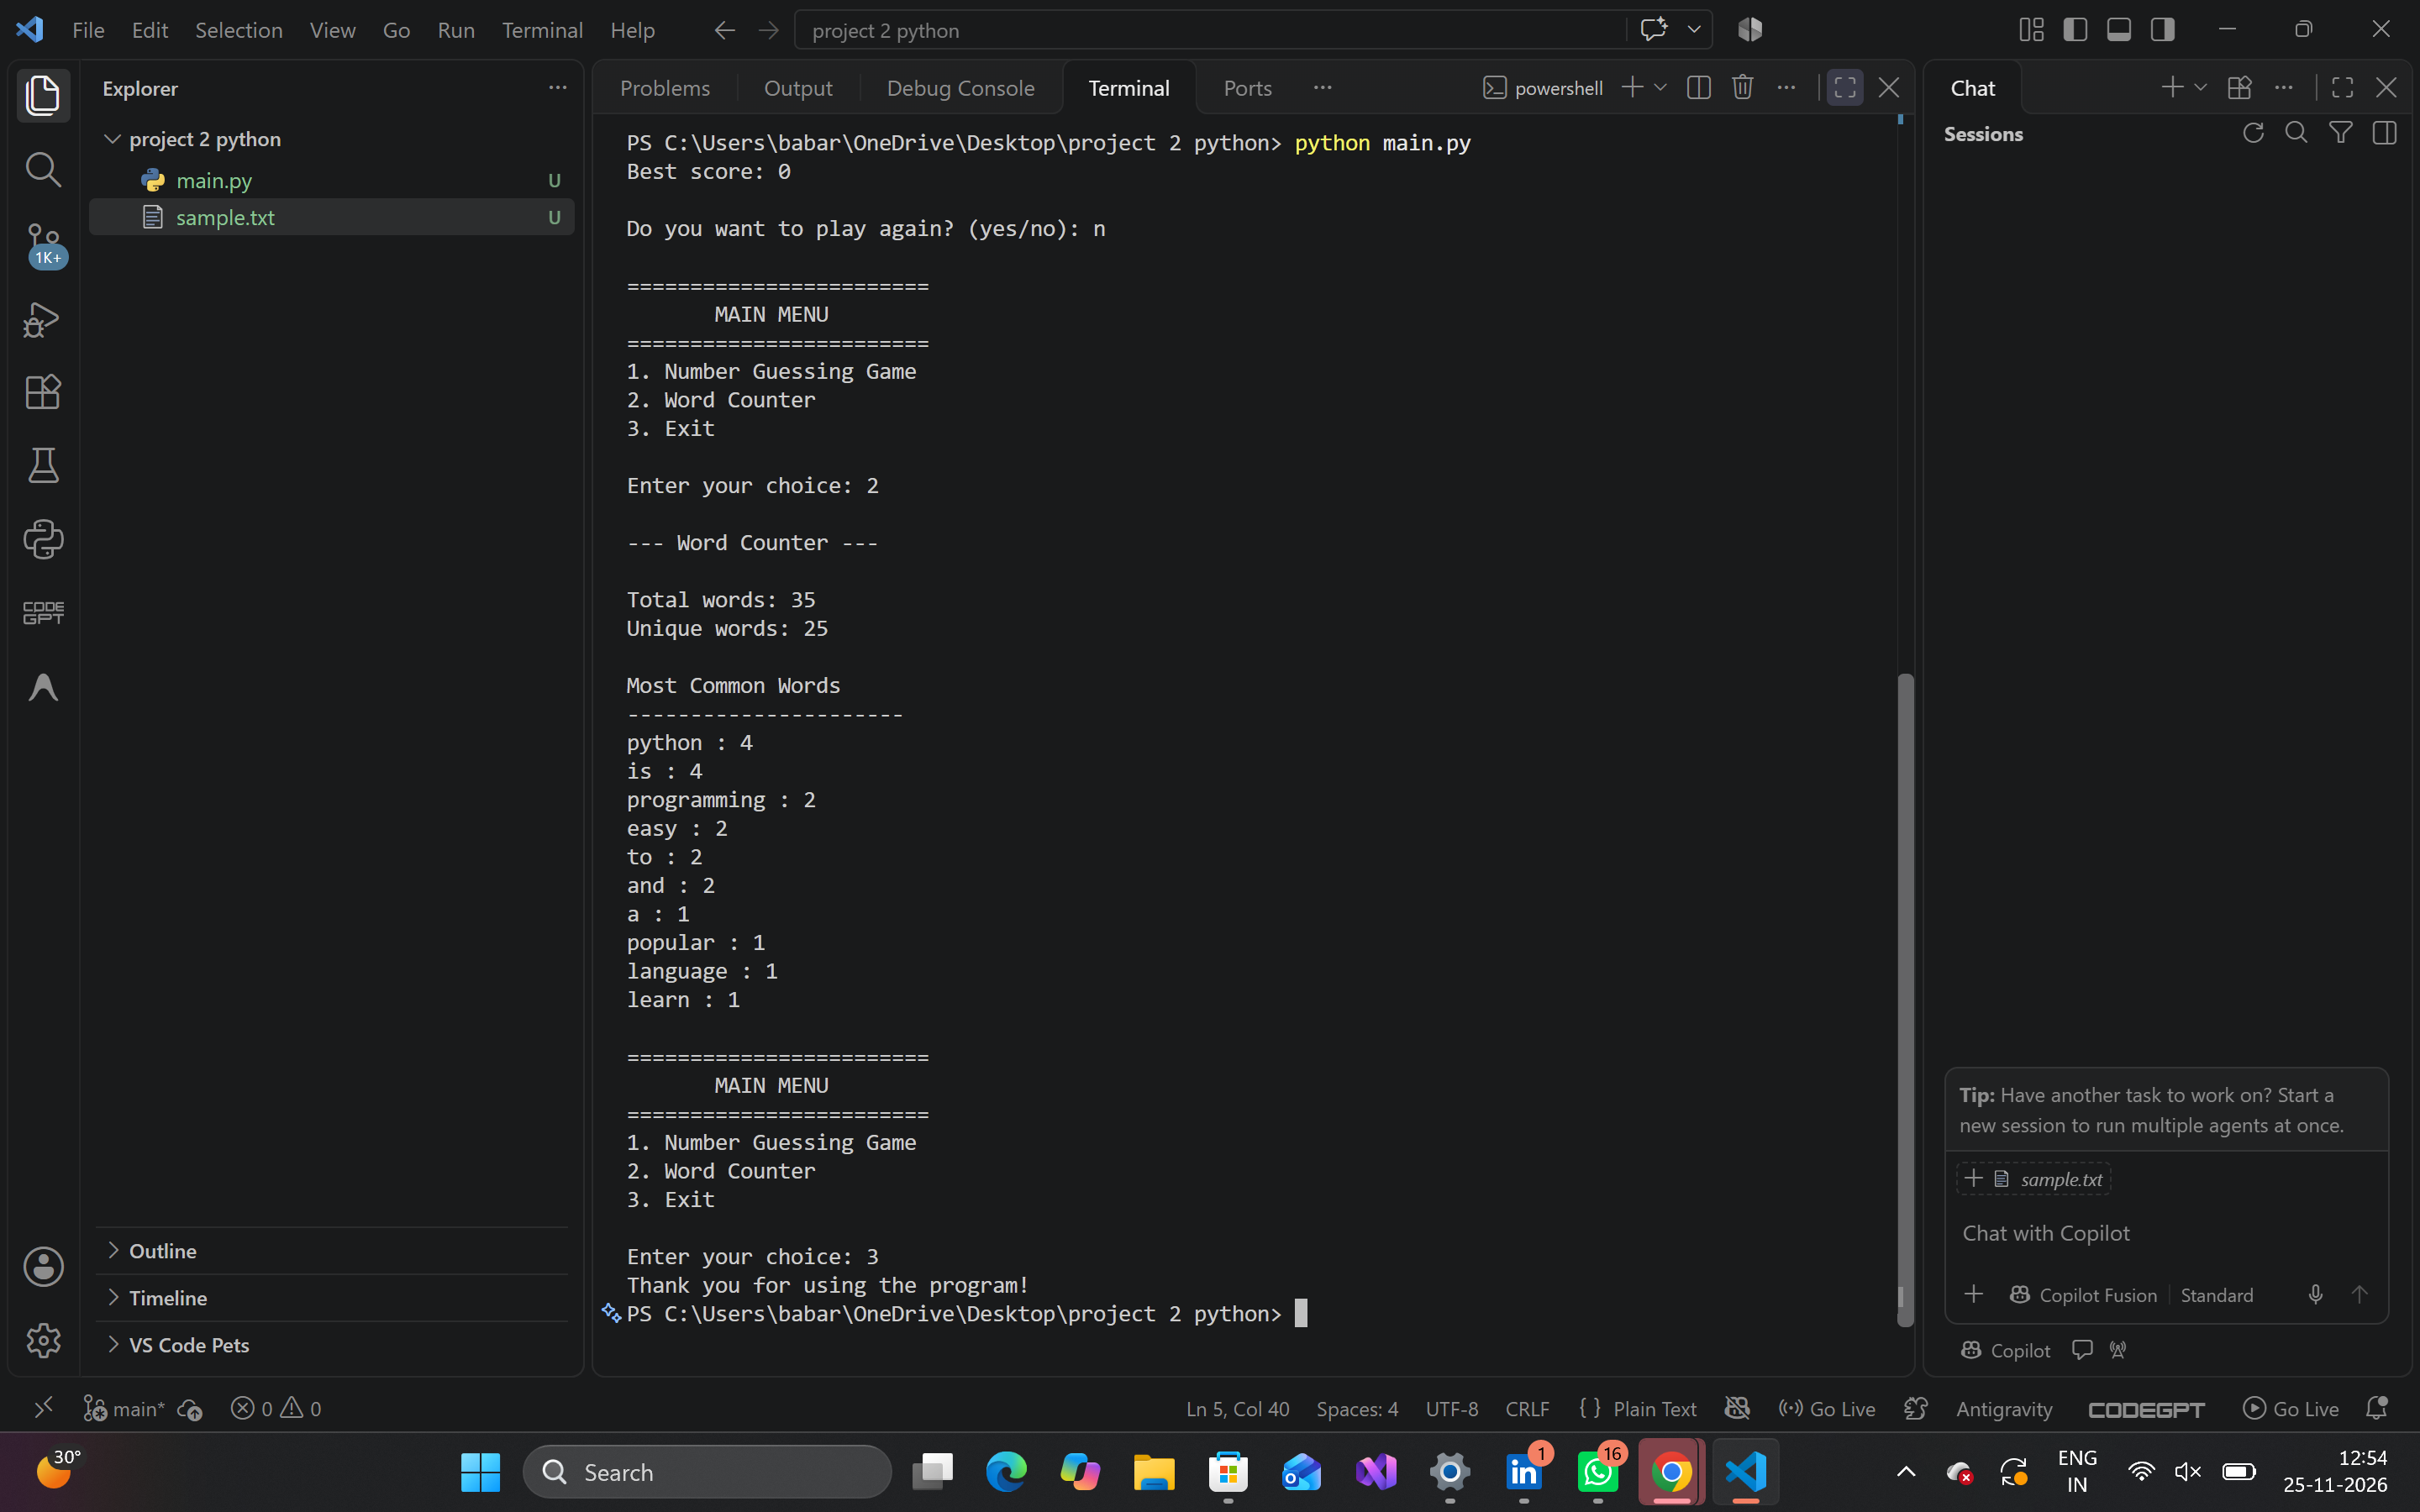 File Edit Selection View Go Run Terminal Help
project 2 python
Explorer
project 2 python
main.py U
sample.txt U
1K+
CODE
GPT
Outline
Timeline
VS Code Pets
Problems Output Debug Console Terminal Ports
powershell
PS C:\Users\babar\OneDrive\Desktop\project 2 python> python main.py
Best score: 0
Do you want to play again? (yes/no): n
========================
MAIN MENU
========================
1. Number Guessing Game
2. Word Counter
3. Exit
Enter your choice: 2
--- Word Counter ---
Total words: 35
Unique words: 25
Most Common Words
----------------------
python : 4
is : 4
programming : 2
easy : 2
to : 2
and : 2
a : 1
popular : 1
language : 1
learn : 1
========================
MAIN MENU
========================
1. Number Guessing Game
2. Word Counter
3. Exit
Enter your choice: 3
Thank you for using the program!
PS C:\Users\babar\OneDrive\Desktop\project 2 python>
Chat
Sessions
Tip: Have another task to work on? Start a
new session to run multiple agents at once.
sample.txt
Chat with Copilot
Copilot Fusion Standard
Copilot
main* 0 0
Ln 5, Col 40 Spaces: 4 UTF-8 CRLF { } Plain Text Go Live Antigravity CODEGPT Go Live
30°
Search
1
16
ENG
IN
12:54
25-11-2026